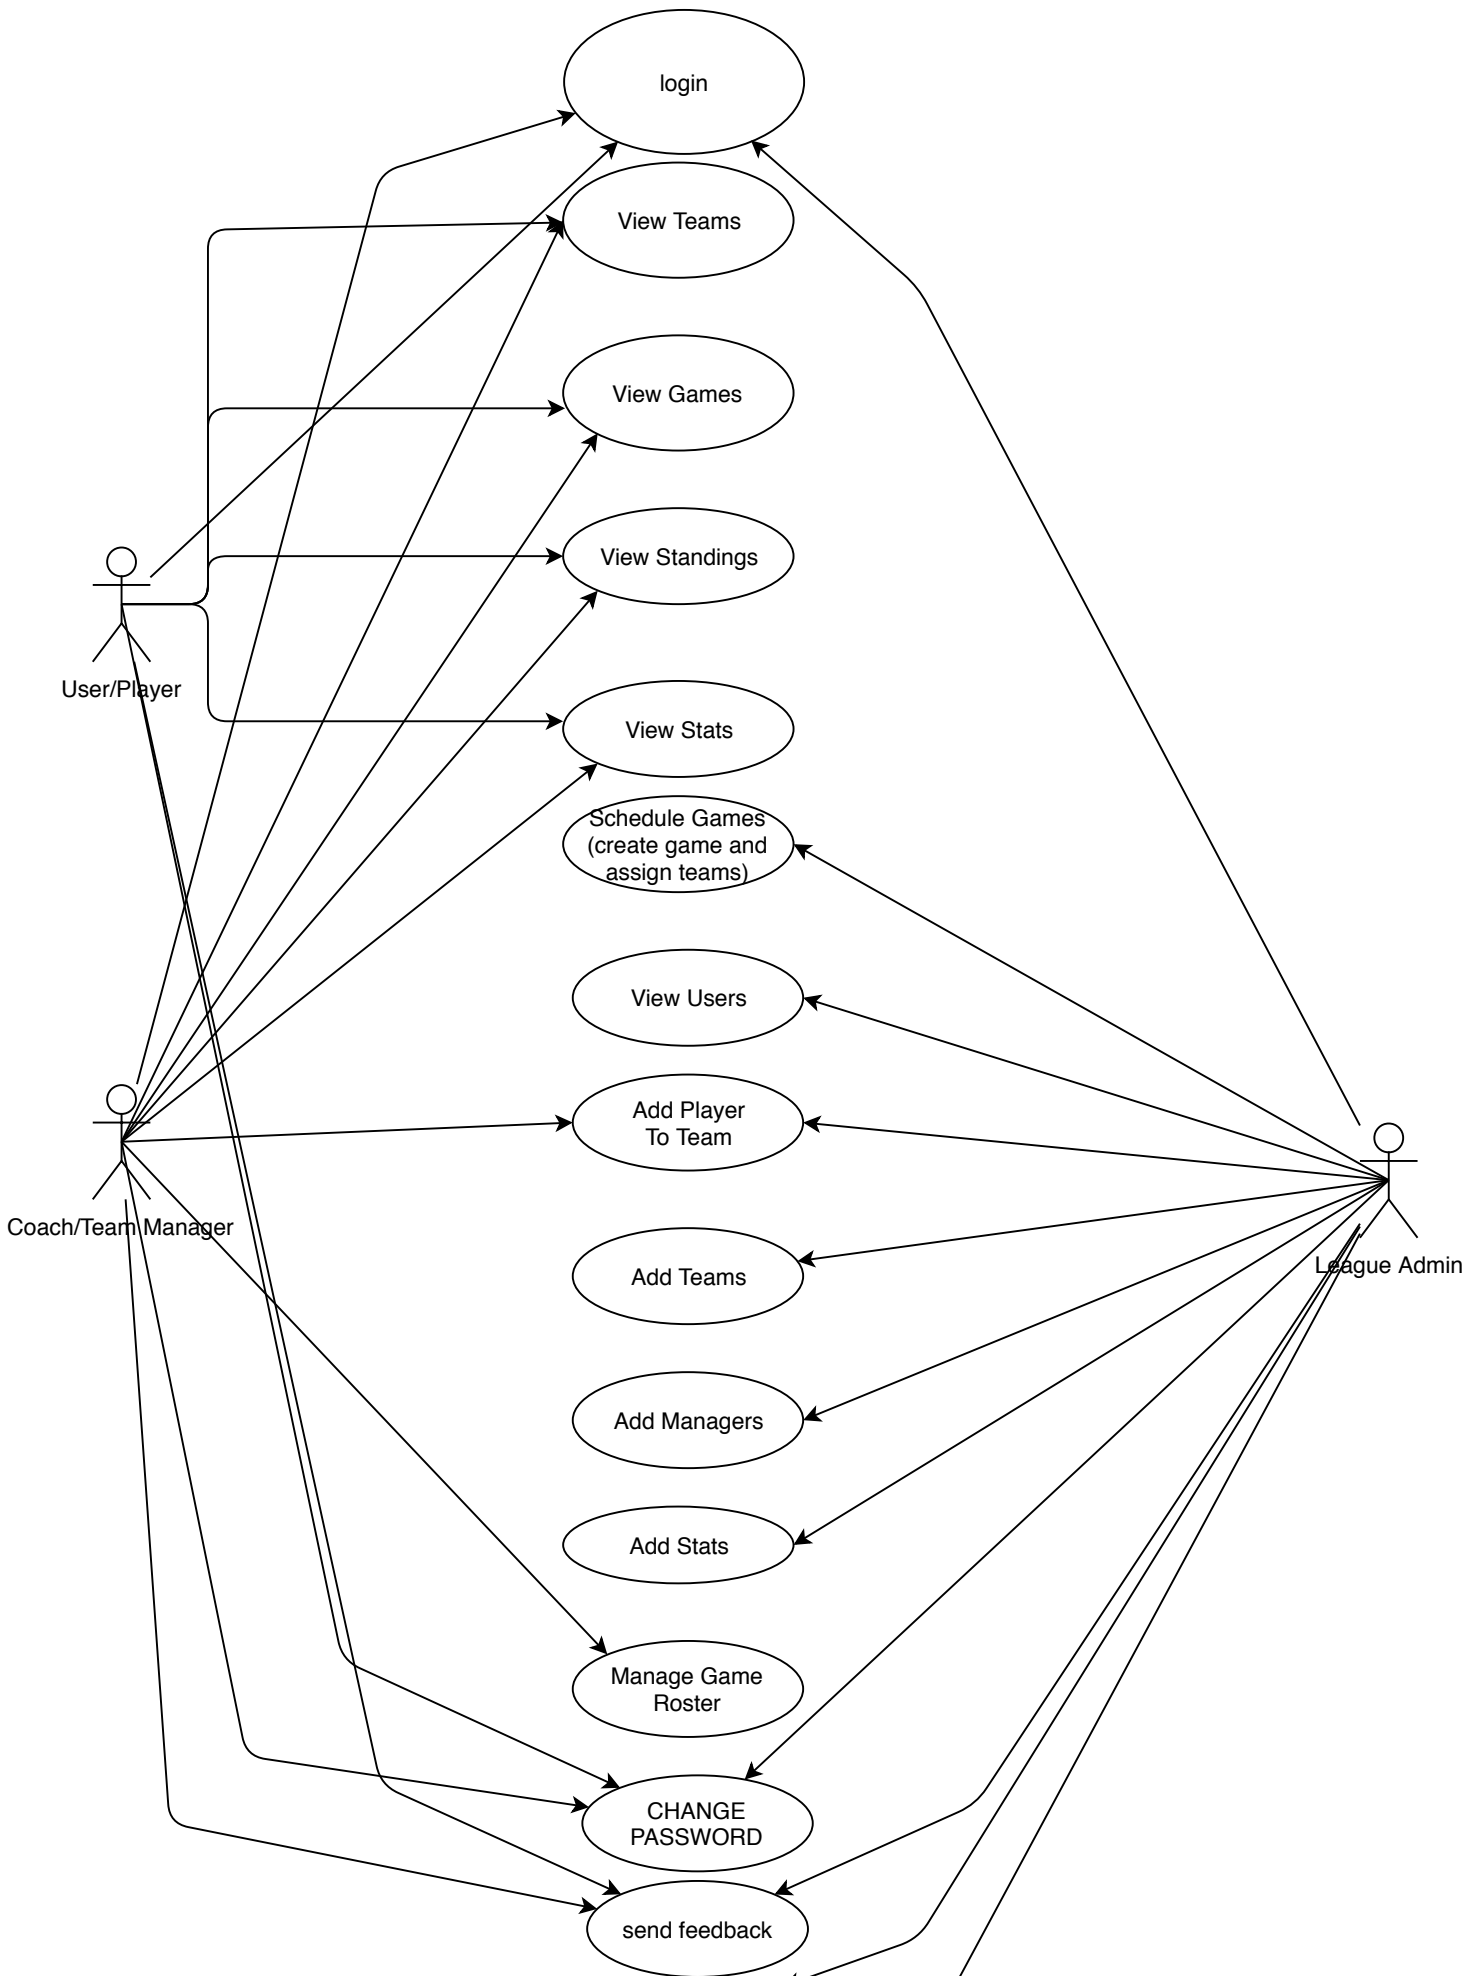 login
View Teams
View Games
View Standings
User/Player
View Stats
Schedule Games
(create game and
assign teams)
View Users
Add Player
To Team
Coach/Team Manager
League Admin
Add Teams
Add Managers
Add Stats
Manage Game
Roster
CHANGE
PASSWORD
send feedback